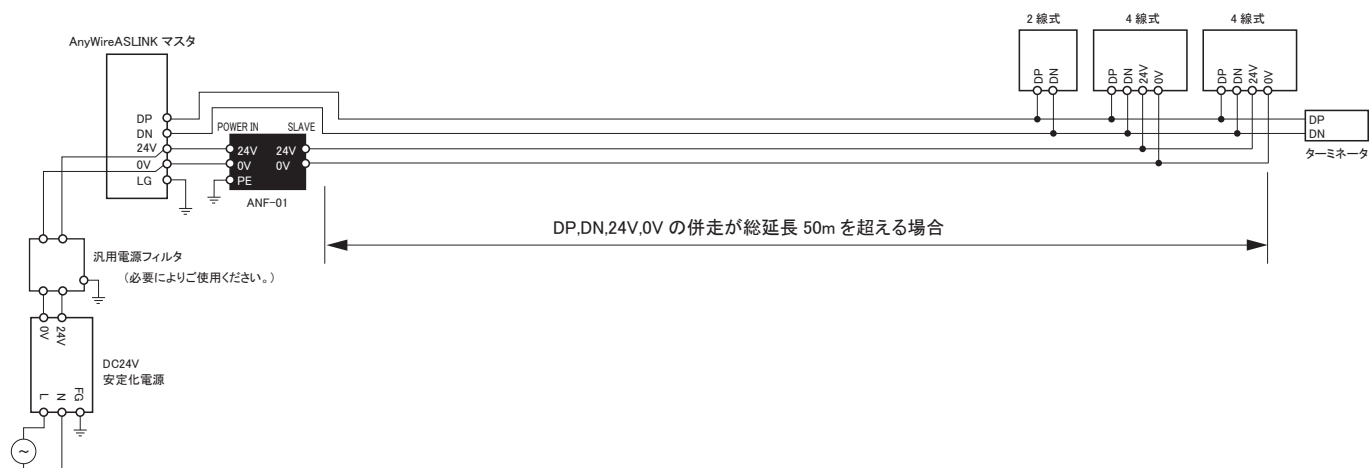 2 線式
4 線式
4 線式
AnyWireASLINK マスタ
DP
DN
DP
DN
24V
0V
DP
DN
24V
0V
DP
DN
24V
0V
LG
POWER IN
SLAVE
24V
24V
0V
0V
PE
ANF-01
DP
DN
ターミネータ
DP,DN,24V,0V の併走が総延長 50m を超える場合
汎用電源フィルタ
(必要によりご使用ください。)
0V
24V
DC24V
安定化電源
L
N
FG
~